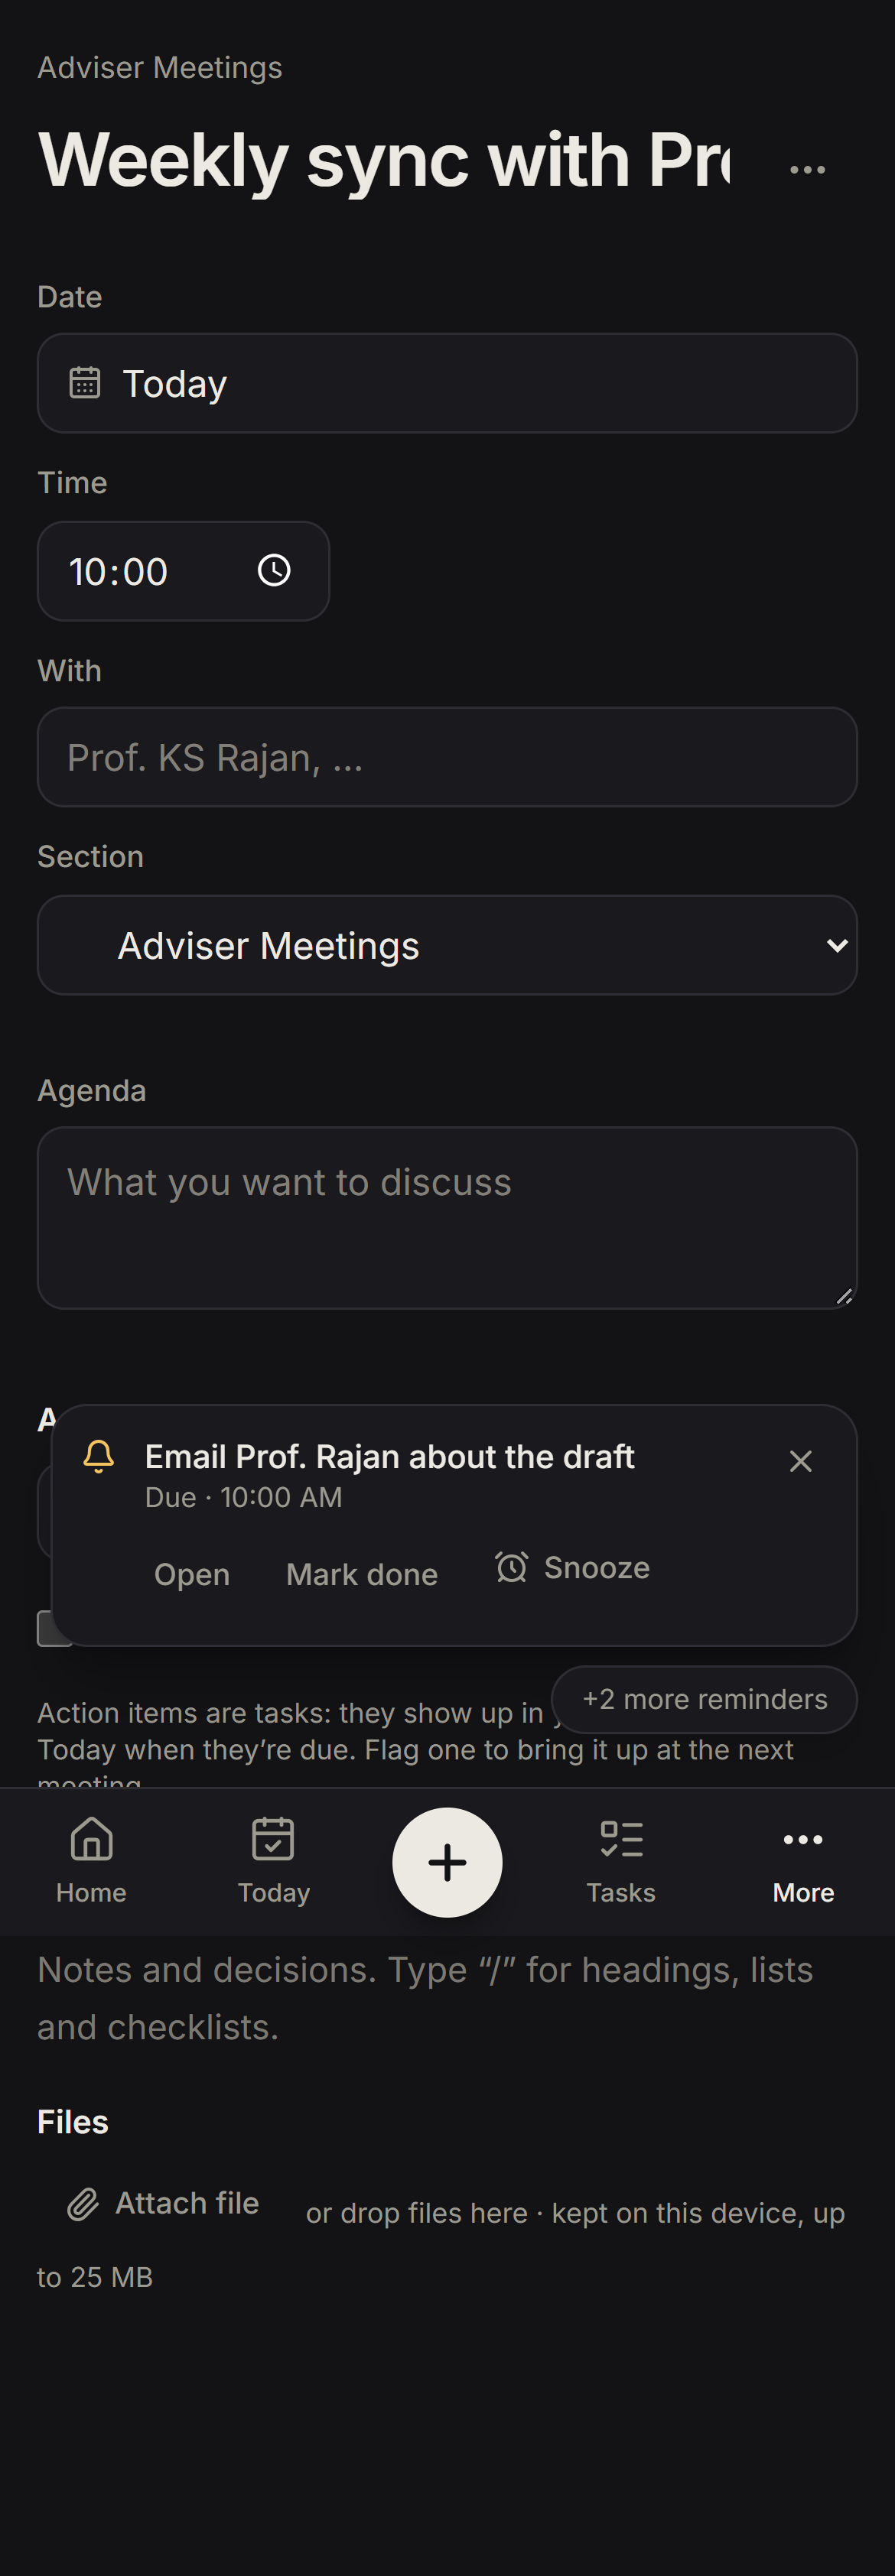 Adviser Meetings
Weekly sync with
Date
Today
Time
10:00
With
Prof. KS Rajan, ...
Section
Adviser Meetings
Agenda
What you want to discuss
Email Prof. Rajan about the draft
Due · 10:00 AM
Open
Mark done
Snooze
+2 more reminders
Action items are tasks: they show up in
Today when they’re due. Flag one to bring it up at the next
meeting
Home
Today
Tasks
More
Notes and decisions. Type “/” for headings, lists
and checklists.
Files
Attach file
or drop files here · kept on this device, up
to 25 MB